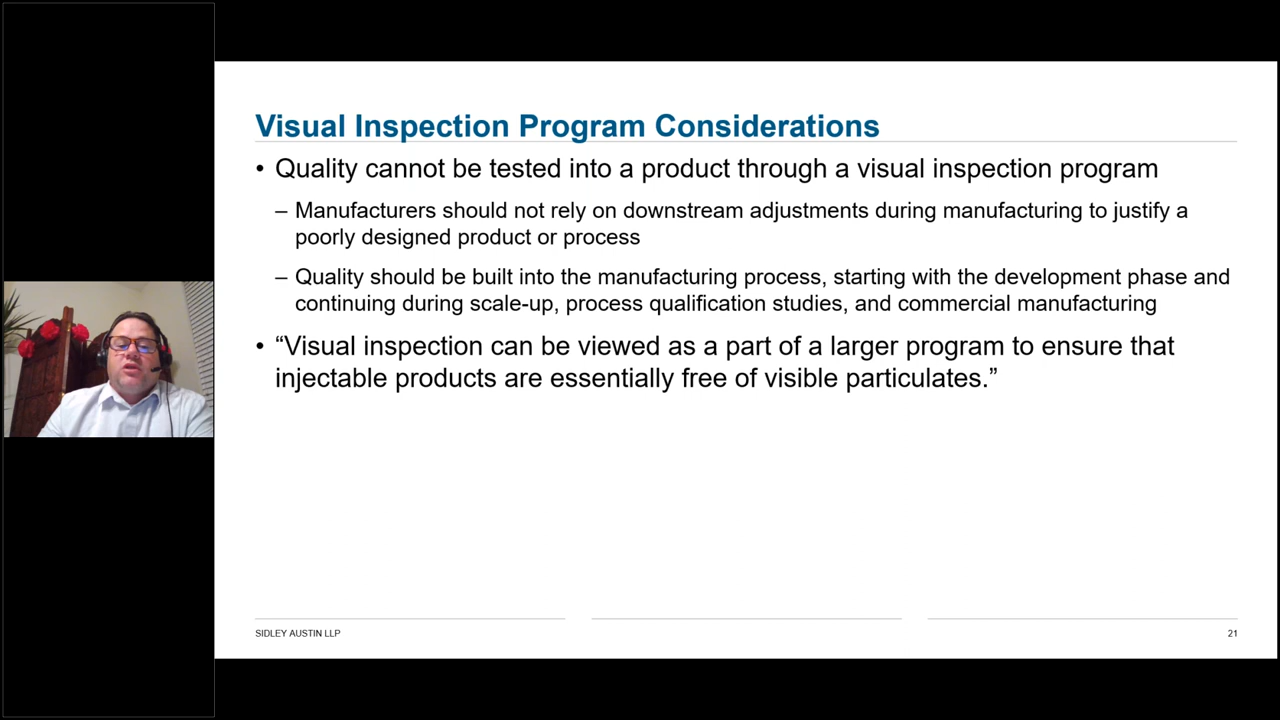 Visual Inspection Program Considerations
• Quality cannot be tested into a product through a visual inspection program
– Manufacturers should not rely on downstream adjustments during manufacturing to justify a
poorly designed product or process
– Quality should be built into the manufacturing process, starting with the development phase and
continuing during scale-up, process qualification studies, and commercial manufacturing
• “Visual inspection can be viewed as a part of a larger program to ensure that
injectable products are essentially free of visible particulates.”
SIDLEY AUSTIN LLP
21